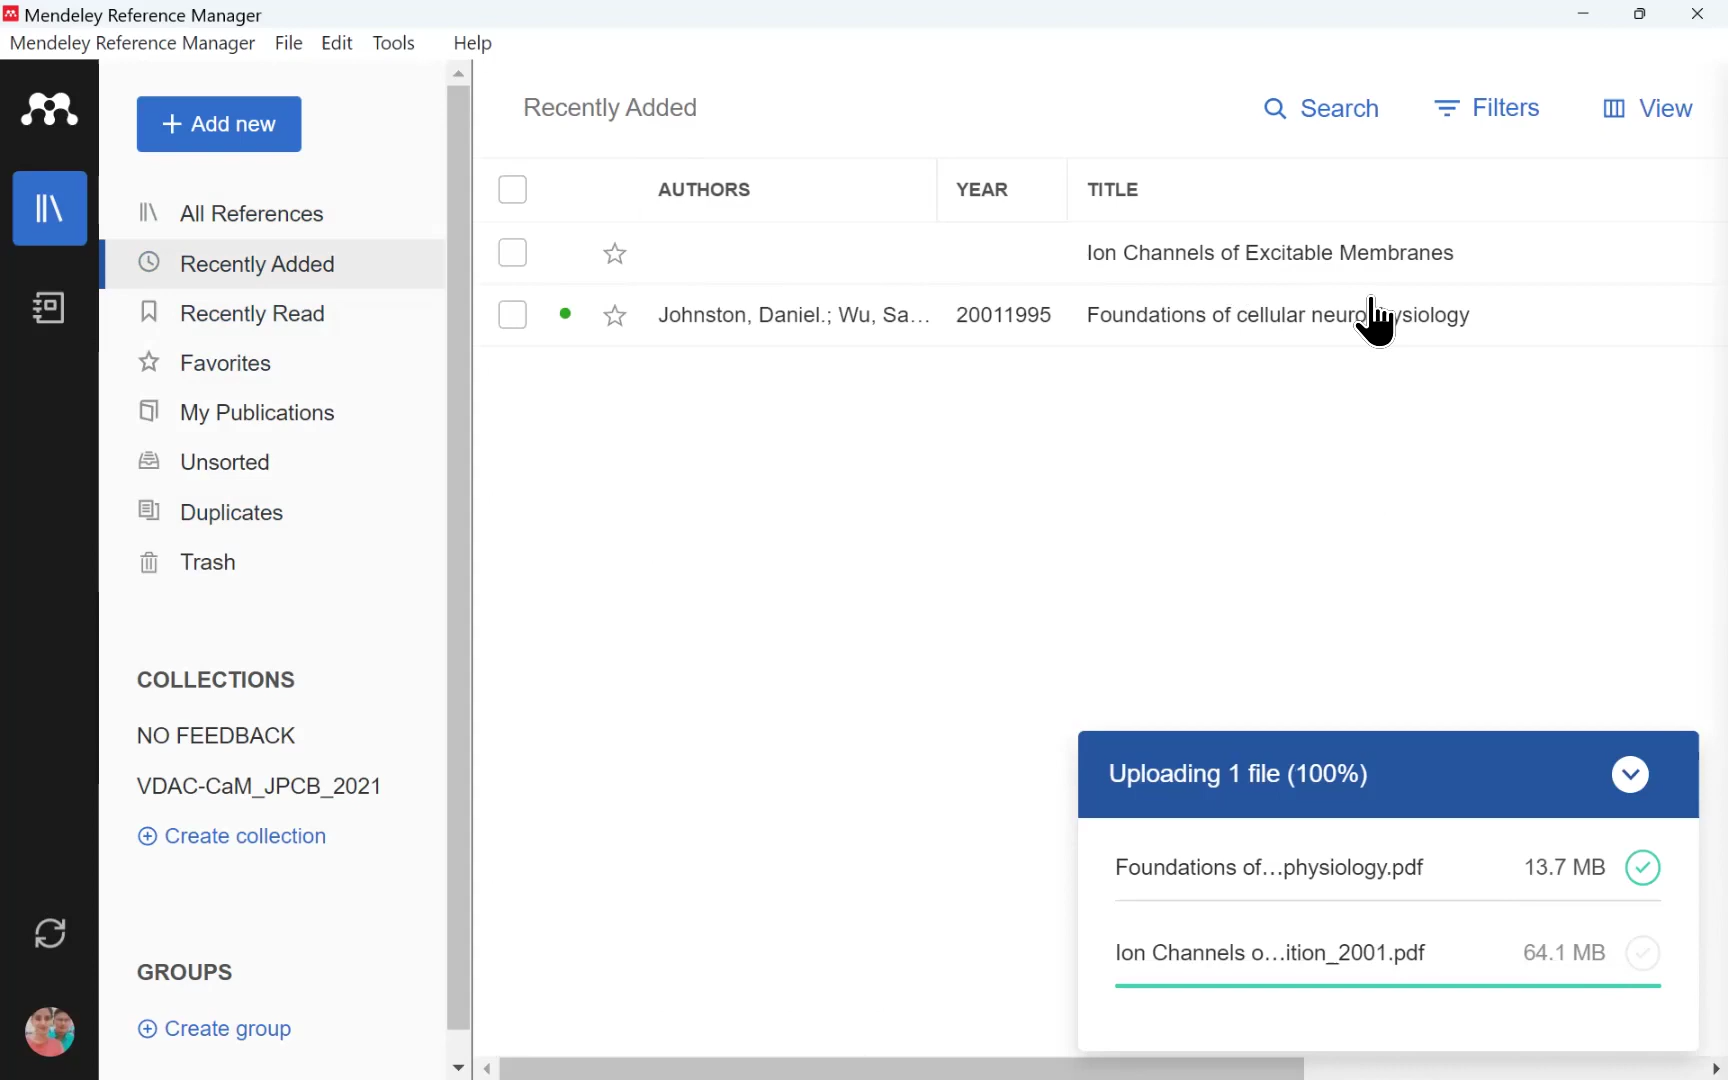 Mendeley Reference Manager
Mendeley Reference Manager File Edit Tools Help
+ Add new
All References
Recently Added
Recently Read
Favorites
My Publications
Unsorted
Duplicates
Trash
COLLECTIONS
NO FEEDBACK
VDAC-CaM_JPCB_2021
Create collection
GROUPS
Create group
Recently Added
Search
Filters
View
AUTHORS YEAR TITLE
Ion Channels of Excitable Membranes
Johnston, Daniel.; Wu, Sa... 20011995 Foundations of cellular neurophysiology
Uploading 1 file (100%)
Foundations of...physiology.pdf 13.7 MB
Ion Channels o...ition_2001.pdf 64.1 MB